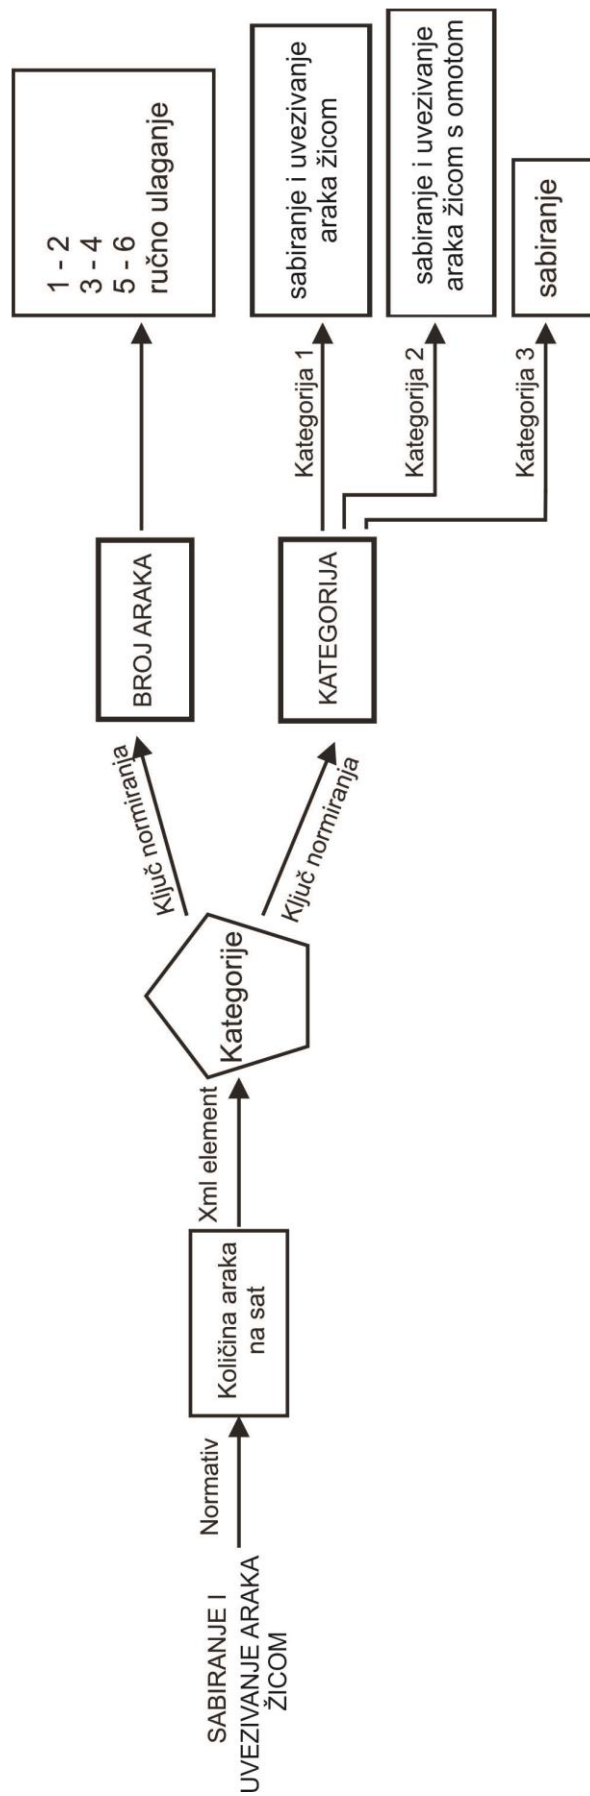 SABIRANJE I
UVEZIVANJE ARAKA
ŽICOM
Normativ
Količina araka
na sat
Xml element
Kategorije
Ključ normiranja
Ključ normiranja
BROJ ARAKA
KATEGORIJA
1 - 2
3 - 4
5 - 6
ručno ulaganje
Kategorija 1
sabiranje i uvezivanje
araka žicom
Kategorija 2
sabiranje i uvezivanje
araka žicom s omotom
Kategorija 3
sabiranje